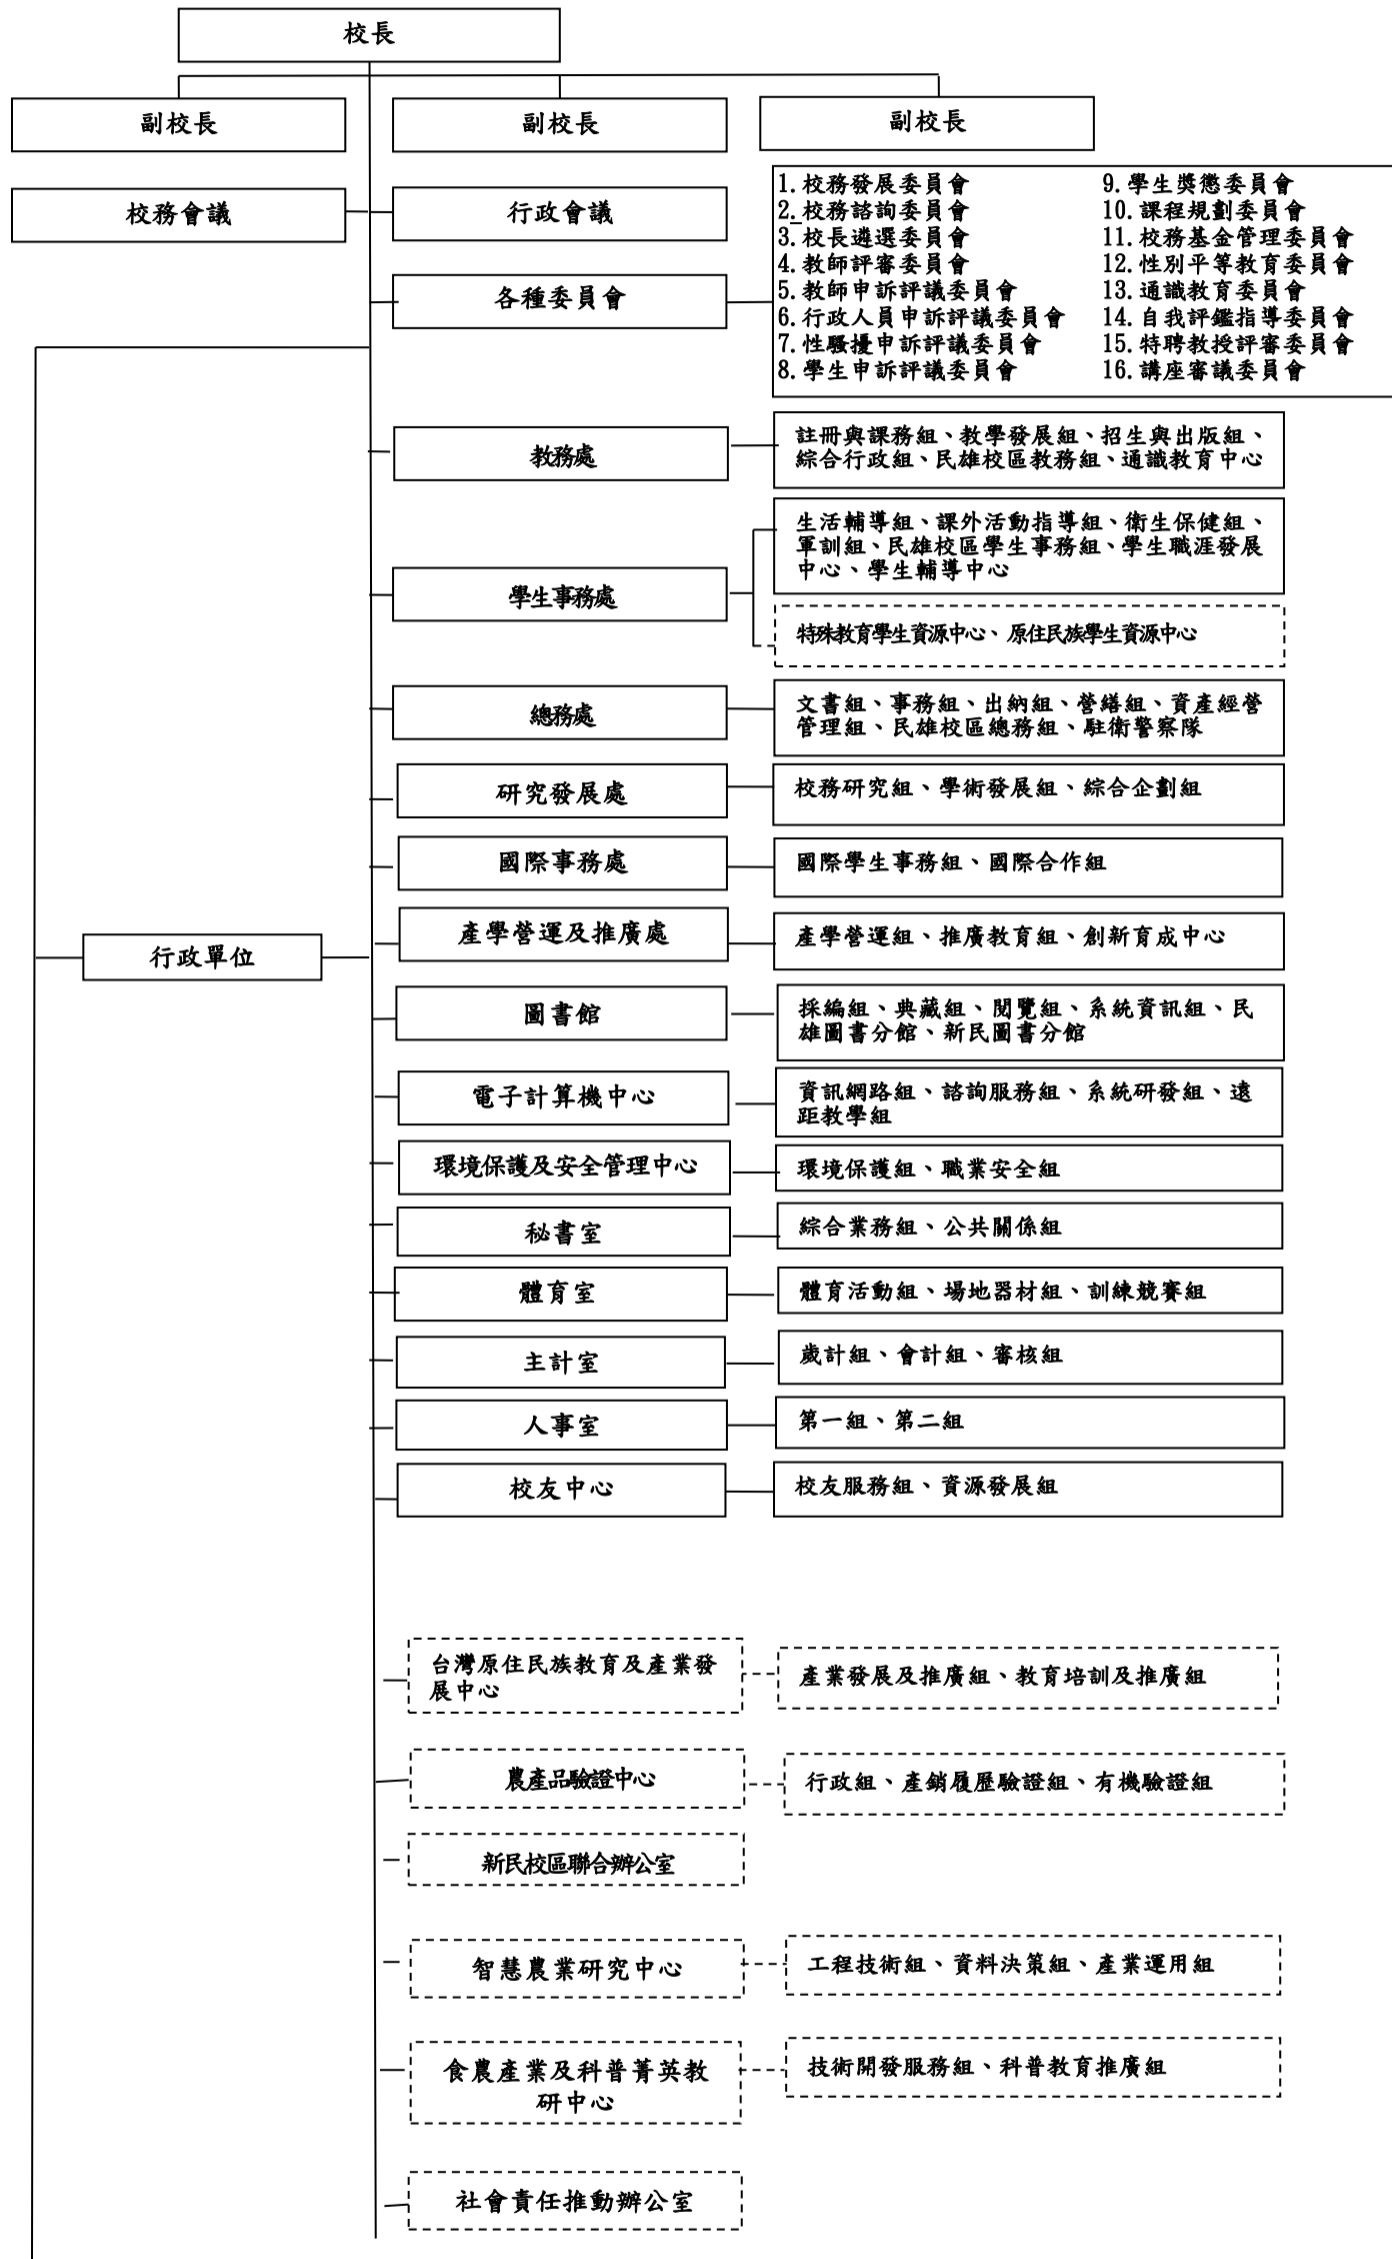 校長
副校長
副校長
副校長
校務會議
行政會議
各種委員會
1.校務發展委員會
2.校務諮詢委員會
3.校長遴選委員會
4.教師評審委員會
5.教師申訴評議委員會
6.行政人員申訴評議委員會
7.性騷擾申訴評議委員會
8.學生申訴評議委員會
9.學生獎懲委員會
10.課程規劃委員會
11.校務基金管理委員會
12.性別平等教育委員會
13.通識教育委員會
14.自我評鑑指導委員會
15.特聘教授評審委員會
16.講座審議委員會
行政單位
教務處
註冊與課務組、教學發展組、招生與出版組、
綜合行政組、民雄校區教務組、通識教育中心
學生事務處
生活輔導組、課外活動指導組、衛生保健組、
軍訓組、民雄校區學生事務組、學生職涯發展
中心、學生輔導中心
特殊教育學生資源中心、原住民族學生資源中心
總務處
文書組、事務組、出納組、營繕組、資產經營
管理組、民雄校區總務組、駐衛警察隊
研究發展處
校務研究組、學術發展組、綜合企劃組
國際事務處
國際學生事務組、國際合作組
產學營運及推廣處
產學營運組、推廣教育組、創新育成中心
圖書館
採編組、典藏組、閱覽組、系統資訊組、民
雄圖書分館、新民圖書分館
電子計算機中心
資訊網路組、諮詢服務組、系統研發組、遠
距教學組
環境保護及安全管理中心
環境保護組、職業安全組
秘書室
綜合業務組、公共關係組
體育室
體育活動組、場地器材組、訓練競賽組
主計室
歲計組、會計組、審核組
人事室
第一組、第二組
校友中心
校友服務組、資源發展組
台灣原住民族教育及產業發
展中心
產業發展及推廣組、教育培訓及推廣組
農產品驗證中心
行政組、產銷履歷驗證組、有機驗證組
新民校區聯合辦公室
智慧農業研究中心
工程技術組、資料決策組、產業運用組
食農產業及科普菁英教
研中心
技術開發服務組、科普教育推廣組
社會責任推動辦公室